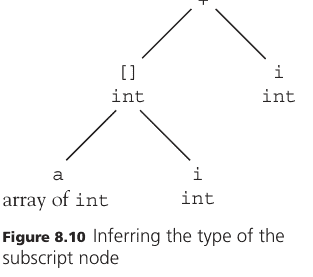 +
[] i
int int
a i
array of int int
Figure 8.10 Inferring the type of the
subscript node